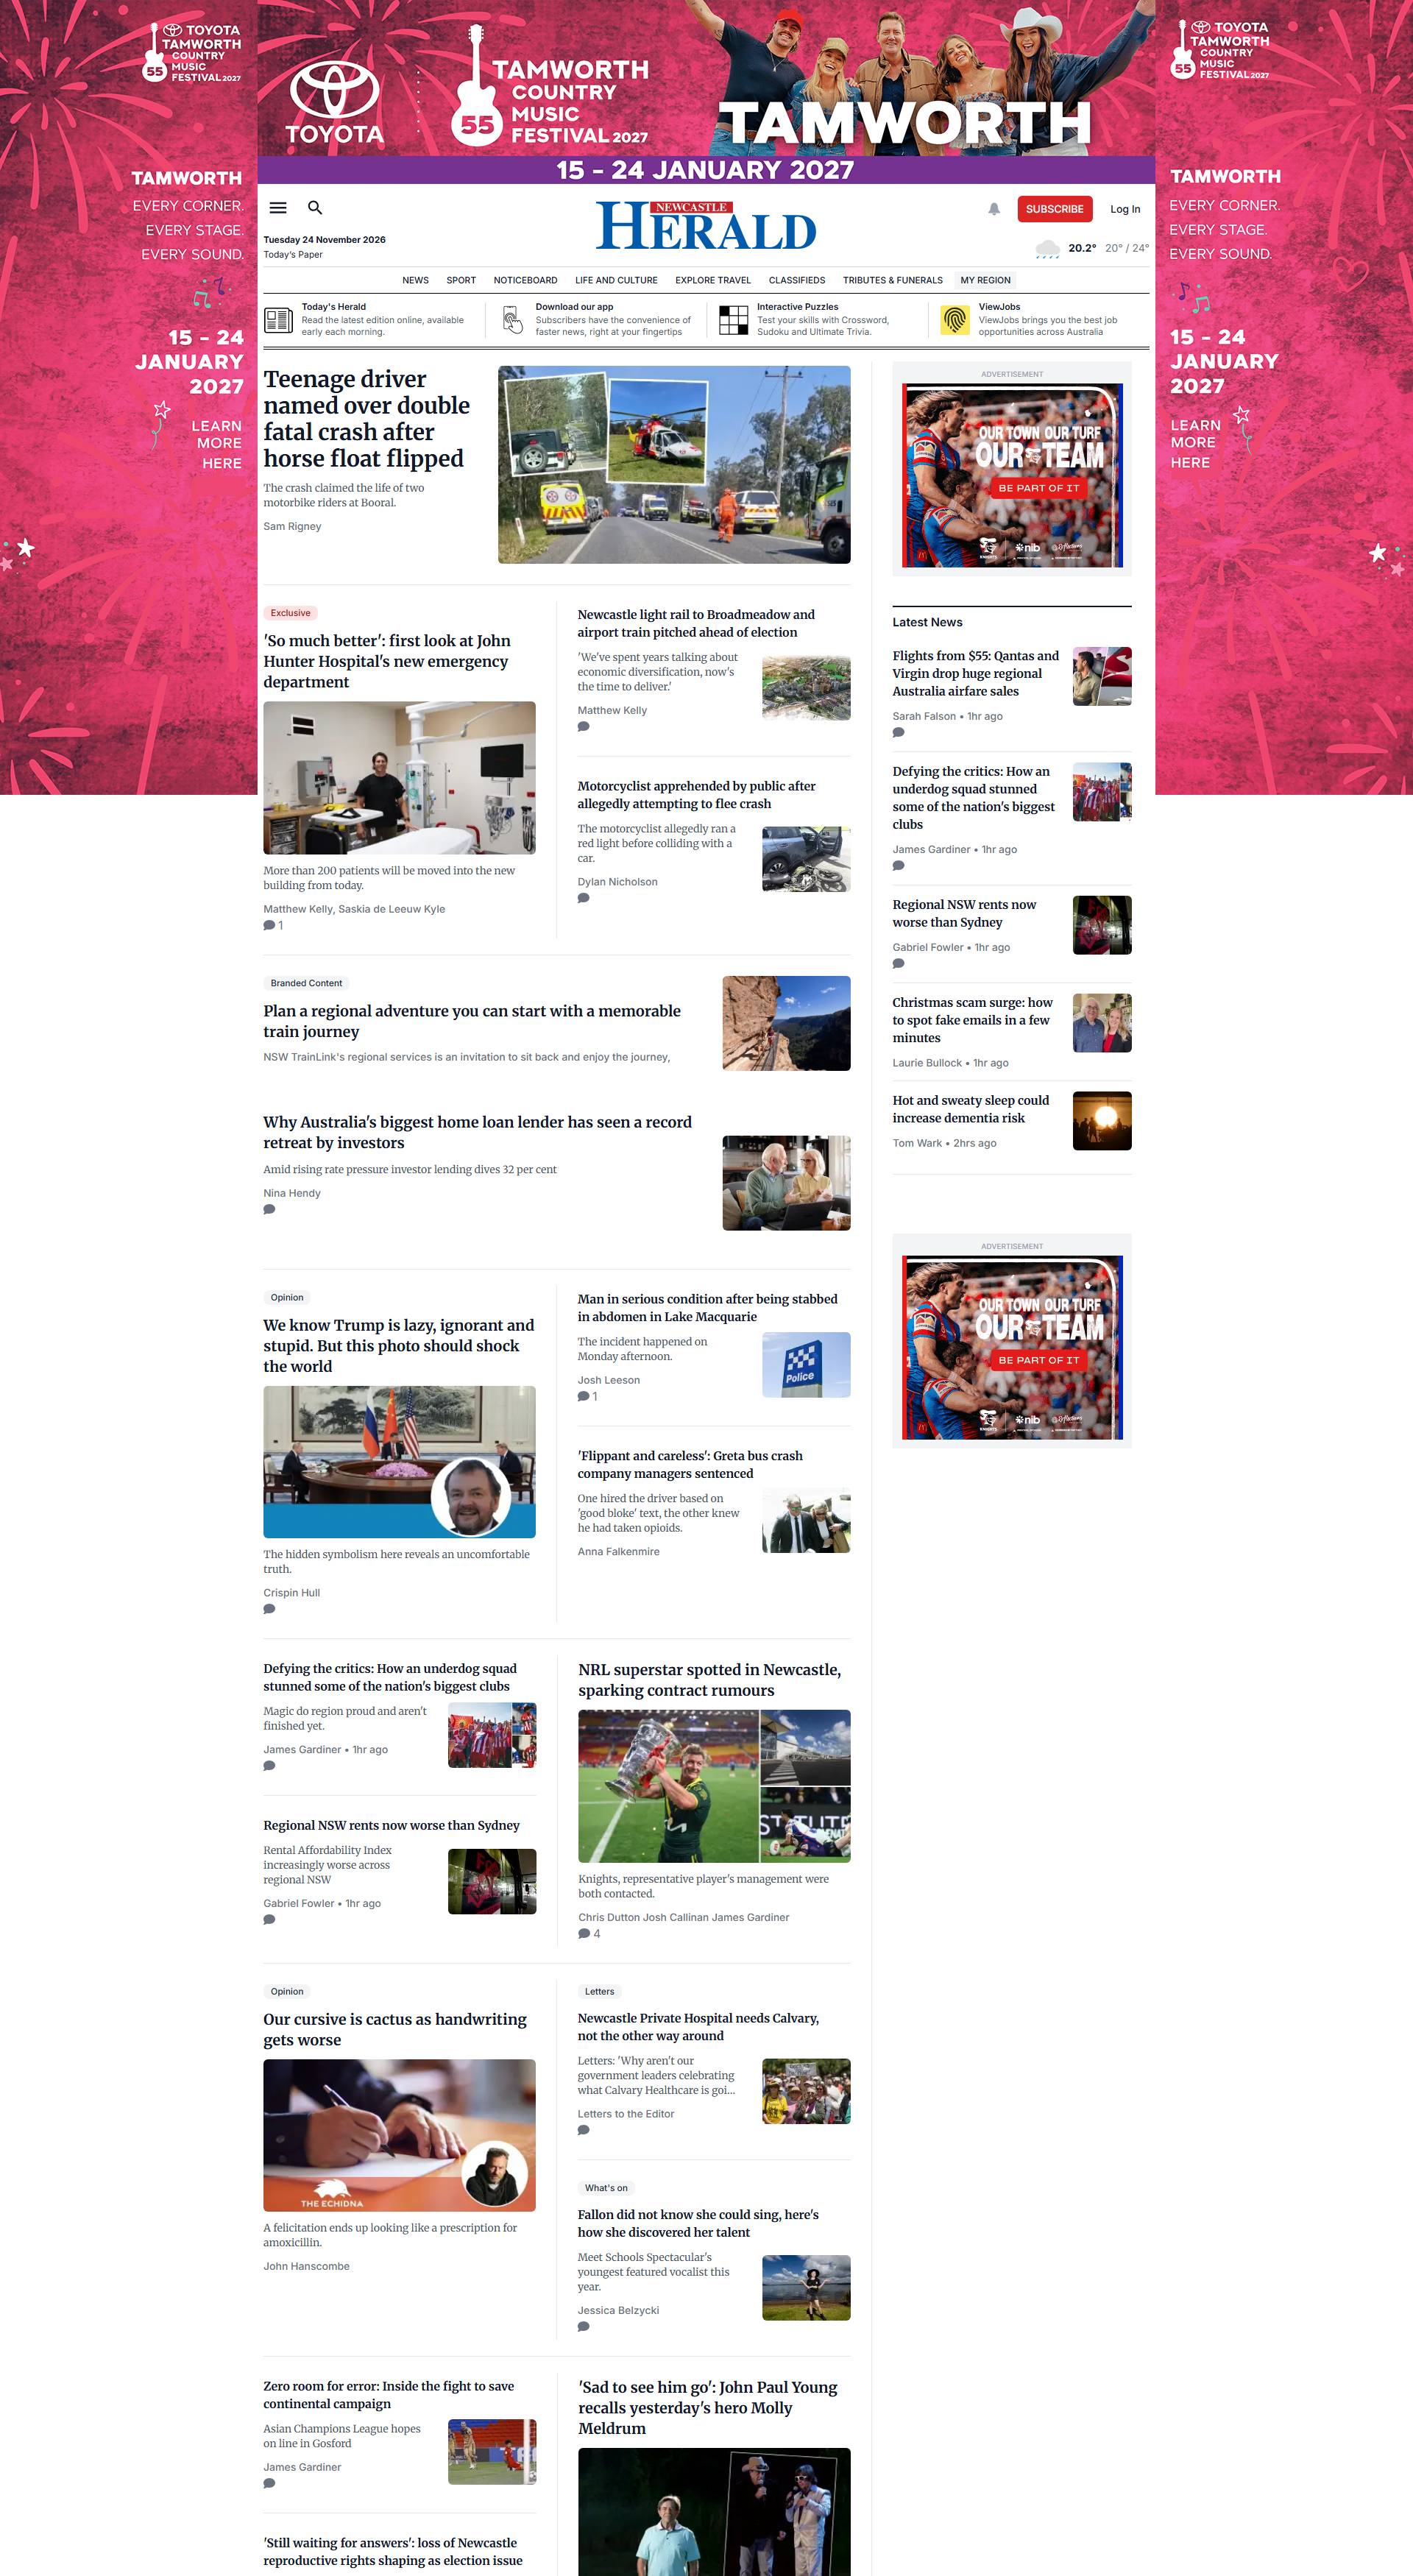 TOYOTA
TAMWORTH
COUNTRY
MUSIC
FESTIVAL 2027
55
TAMWORTH
EVERY CORNER.
EVERY STAGE.
EVERY SOUND.
15 - 24
JANUARY
2027
LEARN
MORE
HERE
TOYOTA
55
TAMWORTH
COUNTRY
MUSIC
FESTIVAL 2027
TAMWORTH
15 - 24 JANUARY 2027
TOYOTA
TAMWORTH
COUNTRY
MUSIC
FESTIVAL 2027
55
TAMWORTH
EVERY CORNER.
EVERY STAGE.
EVERY SOUND.
15 - 24
JANUARY
2027
LEARN
MORE
HERE
NEWCASTLE
HERALD
SUBSCRIBE
Log In
Tuesday 24 November 2026
Today's Paper
20.2° 20° / 24°
NEWS SPORT NOTICEBOARD LIFE AND CULTURE EXPLORE TRAVEL CLASSIFIEDS TRIBUTES & FUNERALS MY REGION
Today's Herald
Read the latest edition online, available
early each morning.
Download our app
Subscribers have the convenience of
faster news, right at your fingertips
Interactive Puzzles
Test your skills with Crossword,
Sudoku and Ultimate Trivia.
ViewJobs
ViewJobs brings you the best job
opportunities across Australia
Teenage driver
named over double
fatal crash after
horse float flipped
The crash claimed the life of two
motorbike riders at Booral.
Sam Rigney
Exclusive
'So much better': first look at John
Hunter Hospital's new emergency
department
More than 200 patients will be moved into the new
building from today.
Matthew Kelly, Saskia de Leeuw Kyle
1
Newcastle light rail to Broadmeadow and
airport train pitched ahead of election
'We've spent years talking about
economic diversification, now's
the time to deliver.'
Matthew Kelly
Motorcyclist apprehended by public after
allegedly attempting to flee crash
The motorcyclist allegedly ran a
red light before colliding with a
car.
Dylan Nicholson
Branded Content
Plan a regional adventure you can start with a memorable
train journey
NSW TrainLink's regional services is an invitation to sit back and enjoy the journey,
Why Australia's biggest home loan lender has seen a record
retreat by investors
Amid rising rate pressure investor lending dives 32 per cent
Nina Hendy
Opinion
We know Trump is lazy, ignorant and
stupid. But this photo should shock
the world
The hidden symbolism here reveals an uncomfortable
truth.
Crispin Hull
Man in serious condition after being stabbed
in abdomen in Lake Macquarie
The incident happened on
Monday afternoon.
Josh Leeson
1
Police
'Flippant and careless': Greta bus crash
company managers sentenced
One hired the driver based on
'good bloke' text, the other knew
he had taken opioids.
Anna Falkenmire
Defying the critics: How an underdog squad
stunned some of the nation's biggest clubs
Magic do region proud and aren't
finished yet.
James Gardiner • 1hr ago
Regional NSW rents now worse than Sydney
Rental Affordability Index
increasingly worse across
regional NSW
Gabriel Fowler • 1hr ago
NRL superstar spotted in Newcastle,
sparking contract rumours
Knights, representative player's management were
both contacted.
Chris Dutton Josh Callinan James Gardiner
4
Opinion
Our cursive is cactus as handwriting
gets worse
THE ECHIDNA
A felicitation ends up looking like a prescription for
amoxicillin.
John Hanscombe
Letters
Newcastle Private Hospital needs Calvary,
not the other way around
Letters: 'Why aren't our
government leaders celebrating
what Calvary Healthcare is goi...
Letters to the Editor
What's on
Fallon did not know she could sing, here's
how she discovered her talent
Meet Schools Spectacular's
youngest featured vocalist this
year.
Jessica Belzycki
Zero room for error: Inside the fight to save
continental campaign
Asian Champions League hopes
on line in Gosford
James Gardiner
'Still waiting for answers': loss of Newcastle
reproductive rights shaping as election issue
'Sad to see him go': John Paul Young
recalls yesterday's hero Molly
Meldrum
ADVERTISEMENT
OUR TOWN OUR TURF
OUR TEAM
BE PART OF IT
KNIGHTS
nib
Latest News
Flights from $55: Qantas and
Virgin drop huge regional
Australia airfare sales
Sarah Falson • 1hr ago
Defying the critics: How an
underdog squad stunned
some of the nation's biggest
clubs
James Gardiner • 1hr ago
Regional NSW rents now
worse than Sydney
Gabriel Fowler • 1hr ago
Christmas scam surge: how
to spot fake emails in a few
minutes
Laurie Bullock • 1hr ago
Hot and sweaty sleep could
increase dementia risk
Tom Wark • 2hrs ago
ADVERTISEMENT
OUR TOWN OUR TURF
OUR TEAM
BE PART OF IT
KNIGHTS
nib